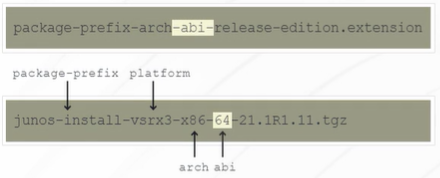 package-prefix-arch-abi-release-edition.extension
package-prefix platform
junos-install-vsrx3-x86-64-21.1R1.11.tgz
arch abi